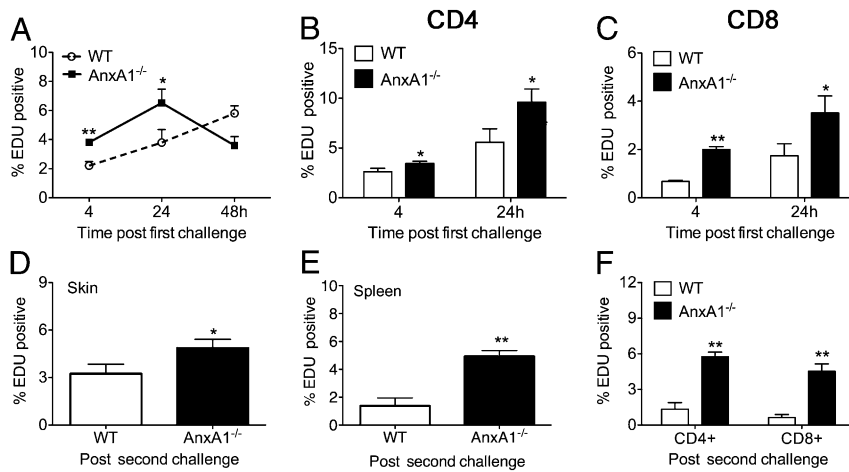 CD4
CD8
A
10
8
6
4
2
0
% EDU positive
WT
AnxA1-/-
**
*
4
24
48h
Time post first challenge
B
15
10
5
0
% EDU positive
WT
AnxA1-/-
*
*
4
24h
Time post first challenge
C
6
4
2
0
% EDU positive
WT
AnxA1-/-
**
*
4
24h
Time post first challenge
D
9
6
3
0
% EDU positive
Skin
*
WT
AnxA1-/-
Post second challenge
E
10
8
6
4
2
0
% EDU positive
Spleen
**
WT
AnxA1-/-
Post second challenge
F
12
9
6
3
0
% EDU positive
WT
AnxA1-/-
**
**
CD4+
CD8+
Post second challenge